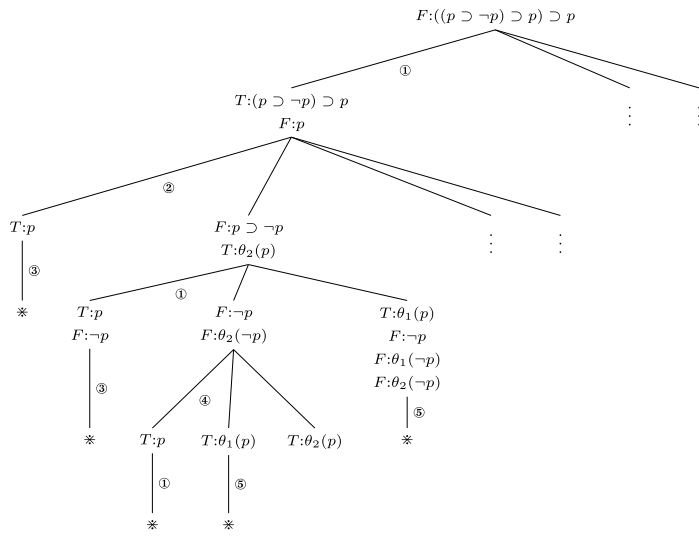 F:((p ⊃ ¬p) ⊃ p) ⊃ p
①
T:(p ⊃ ¬p) ⊃ p
F:p
⋮ ⋮
②
T:p F:p ⊃ ¬p
T:θ₂(p)
⋮ ⋮
③
①
⋇ T:p F:¬p T:θ₁(p)
F:¬p F:θ₂(¬p) F:¬p
F:θ₁(¬p)
F:θ₂(¬p)
③ ④ ⑤
⋇ T:p T:θ₁(p) T:θ₂(p) ⋇
① ⑤
⋇ ⋇